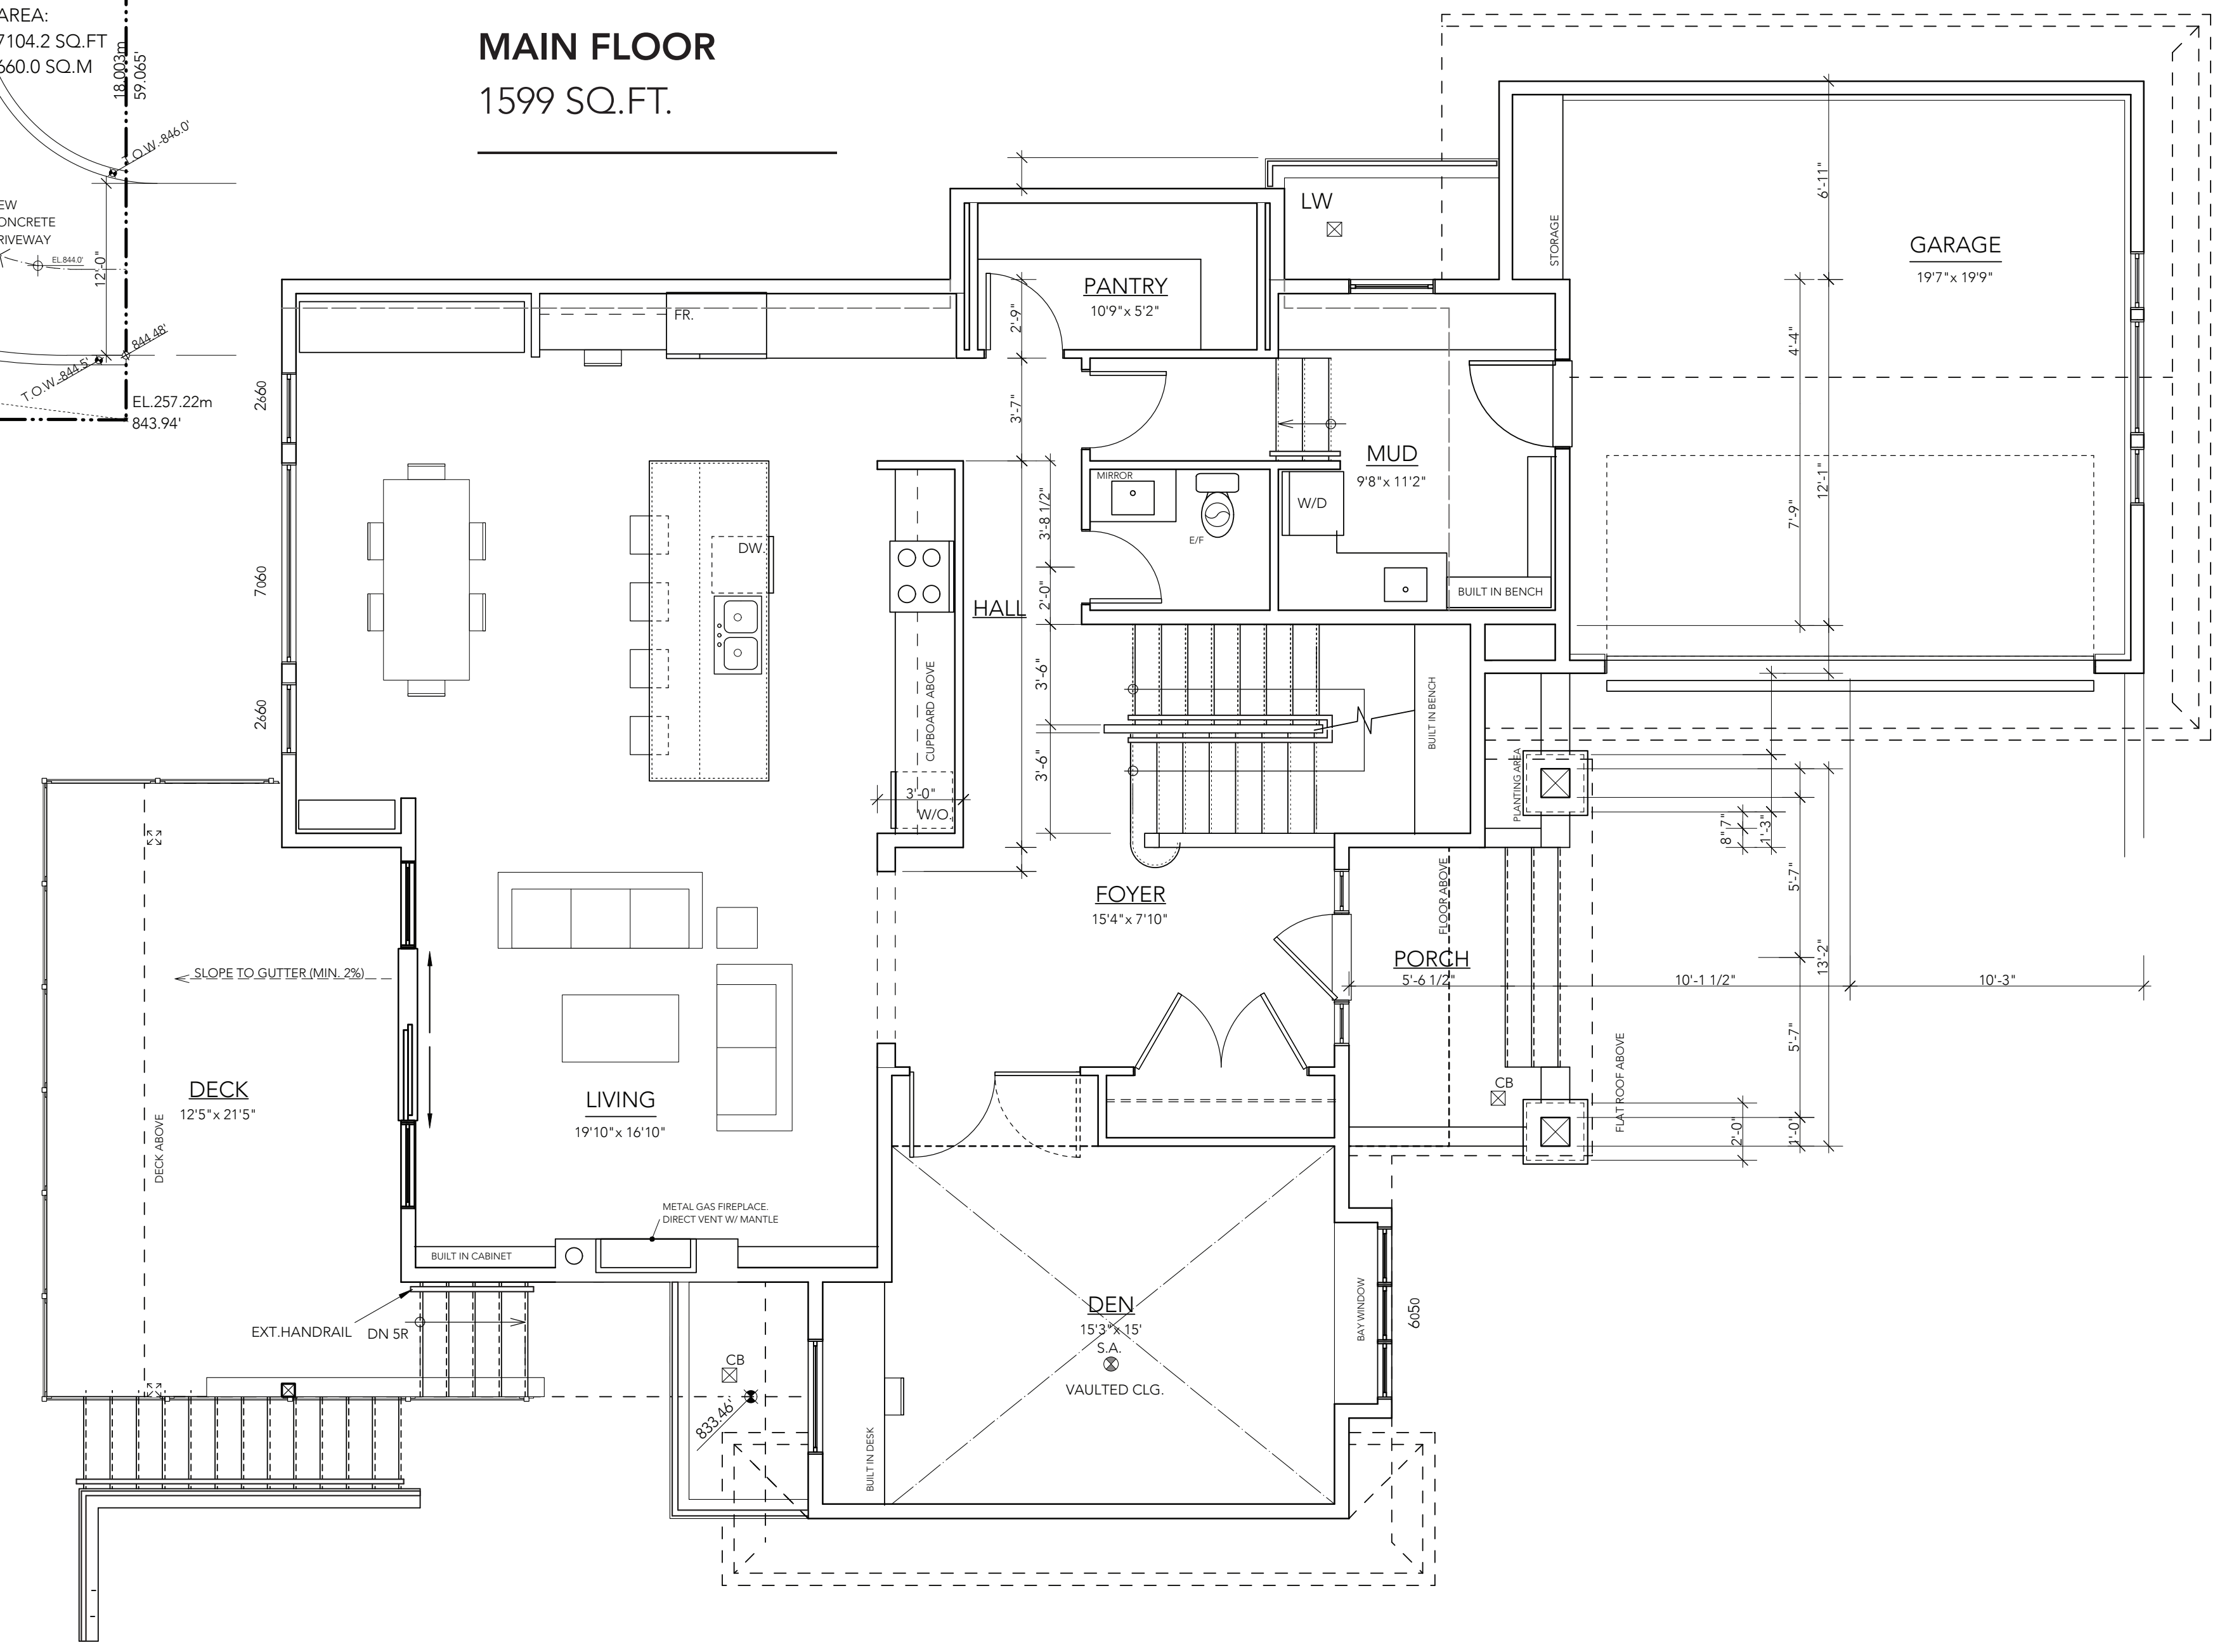 AREA:
7104.2 SQ.FT
660.0 SQ.M
18.003m
59.065'
T.O.W.-846.0'
EW
ONCRETE
RIVEWAY
EL.844.0'
12'-0"
844.48'
T.O.W.-844.5'
EL.257.22m
843.94'
MAIN FLOOR
1599 SQ.FT.
LW
STORAGE
GARAGE
19'7"x 19'9"
6'-11"
4'-4"
7'-9"
12'-1"
PANTRY
10'9"x 5'2"
FR.
2'-9"
3'-7"
2660
7060
2660
MUD
9'8"x 11'2"
MIRROR
E/F
W/D
BUILT IN BENCH
DW.
HALL
3'-8 1/2"
2'-0"
3'-6"
3'-6"
CUPBOARD ABOVE
3'-0"
W/O.
BUILT IN BENCH
PLANTING AREA
8"
7"
1'-3"
5'-7"
13'-2"
5'-7"
FOYER
15'4"x 7'10"
FLOOR ABOVE
PORCH
5'-6 1/2"
10'-1 1/2"
10'-3"
SLOPE TO GUTTER (MIN. 2%)
DECK
12'5"x 21'5"
DECK ABOVE
LIVING
19'10"x 16'10"
CB
FLAT ROOF ABOVE
2'-0"
1'-0"
METAL GAS FIREPLACE.
DIRECT VENT W/ MANTLE
BUILT IN CABINET
EXT.HANDRAIL
DN 5R
CB
833.46'
BUILT IN DESK
DEN
15'3"x 15'
S.A.
VAULTED CLG.
BAY WINDOW
6050